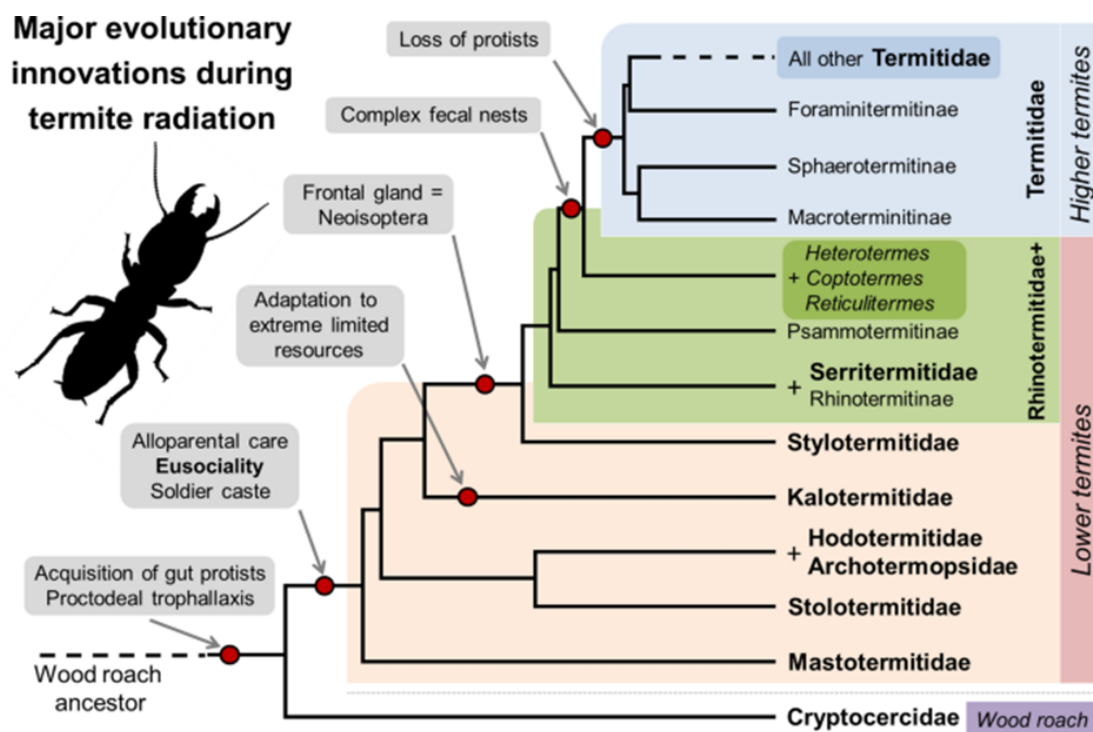 Major evolutionary
innovations during
termite radiation
Loss of protists
Complex fecal nests
Frontal gland =
Neoisoptera
Adaptation to
extreme limited
resources
Alloparental care
Eusociality
Soldier caste
Acquisition of gut protists
Proctodeal trophallaxis
Wood roach
ancestor
All other Termitidae
Foraminitermitinae
Sphaerotermitinae
Macroterminitinae
Heterotermes
+ Coptotermes
Reticulitermes
Psammotermitinae
+ Serritermitidae
Rhinotermitinae
Stylotermitidae
Kalotermitidae
+ Hodotermitidae
Archotermopsidae
Stolotermitidae
Mastotermitidae
Cryptocercidae Wood roach
Termitidae
Rhinotermitidae+
Higher termites
Lower termites